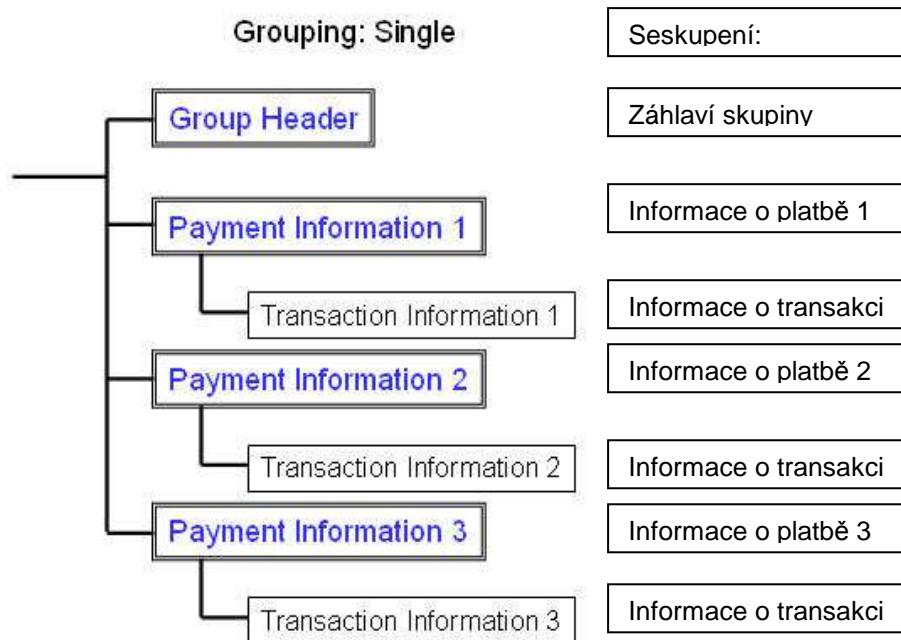 Grouping: Single
Seskupení:
Group Header
Záhlaví skupiny
Payment Information 1
Informace o platbě 1
Transaction Information 1
Informace o transakci
Payment Information 2
Informace o platbě 2
Transaction Information 2
Informace o transakci
Payment Information 3
Informace o platbě 3
Transaction Information 3
Informace o transakci